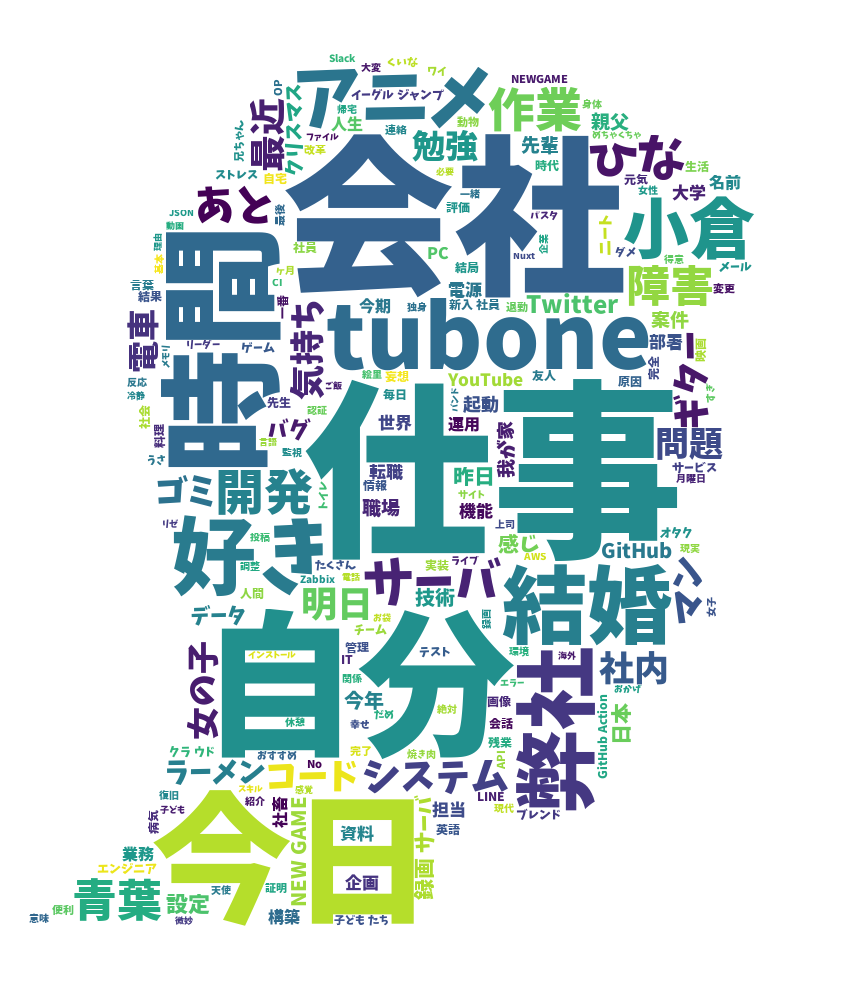 Slack
大変
くいな
ワイ
OP
アニメ
NEWGAME
イーグル ジャンプ
クリスマス
最近
帰宅
人生
ファイル
連絡
動物
作業
身体
めちゃくちゃ
親父
兄ちゃん
改革
勉強
先輩
ひな
ストレス
自宅
会社
必要
一緒
時代
元気
女性
生活
大学
名前
あと
評価
バスタ
ニート
小倉
JSON
動画
最後
社員
PC
Nuxt
企業
ダメ
得意
メール
草本
理由
時間
ヶ月
CI
結局
電源
障害
変更
言葉
結果
一番
今期
独身
新入 社員
退勤
Twitter
案件
電車
リーダー
ゲーム
気持ち
tubone
部署
映画
メモリ
ご飯
絵里
妄想
YouTube
友人
原因
完全
ギター
すき
反応
冷静
先生
認証
毎日
バンド
起動
社会
料理
バグ
監視
世界
運用
我が家
問題
うさ
言語
仕事
転職
情報
昨日
サービス
月曜日
ゴミ
開発
トイレ
職場
サイト
機能
リゼ
好き
投稿
上司
感じ
GitHub
オタク
現実
調整
たくさん
サーバ
実装
ライブ
AWS
人間
Zabbix
電話
技術
結婚
マン
女子
データ
明日
お袋
チーム
録画
女の子
自分
インストール
管理
IT
テスト
環境
弊社
海外
社内
関係
エラー
おかげ
休憩
今年
だめ
幸せ
絶対
画像
会話
GitHub Action
日本
クラ ウド
おすすめ
完了
焼き肉
残業
API
ラーメン
No
コード
システム
スキル
感覚
LINE
現代
ブレンド
復旧
子ども
紹介
社畜
病気
今日
NEW GAME
録画 サーバ
担当
英語
資料
業務
エンジニア
天使
証明
企画
青葉
設定
便利
意味
微妙
構築
子ども たち